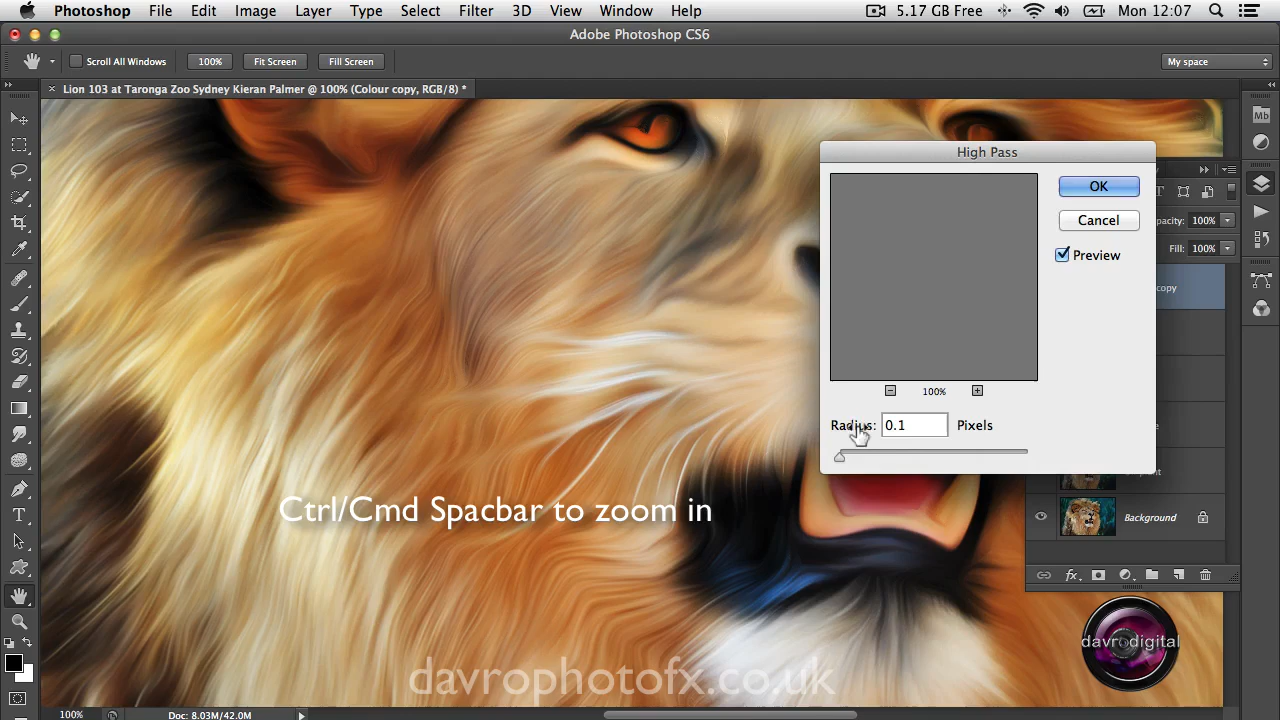 Photoshop File Edit Image Layer Type Select Filter 3D View Window Help 5.17 GB Free Mon 12:07
Adobe Photoshop CS6
Scroll All Windows 100% Fit Screen Fill Screen My space
Lion 103 at Taronga Zoo Sydney Kieran Palmer @ 100% (Colour copy, RGB/8) *
Mb
High Pass
OK
Cancel
Preview
100%
Radius: 0.1 Pixels
T
pacity: 100%
Fill: 100%
copy
Background
fx
Ctrl/Cmd Spacbar to zoom in
davrodigital
davrophotofx.co.uk
100% Doc: 8.03M/42.0M